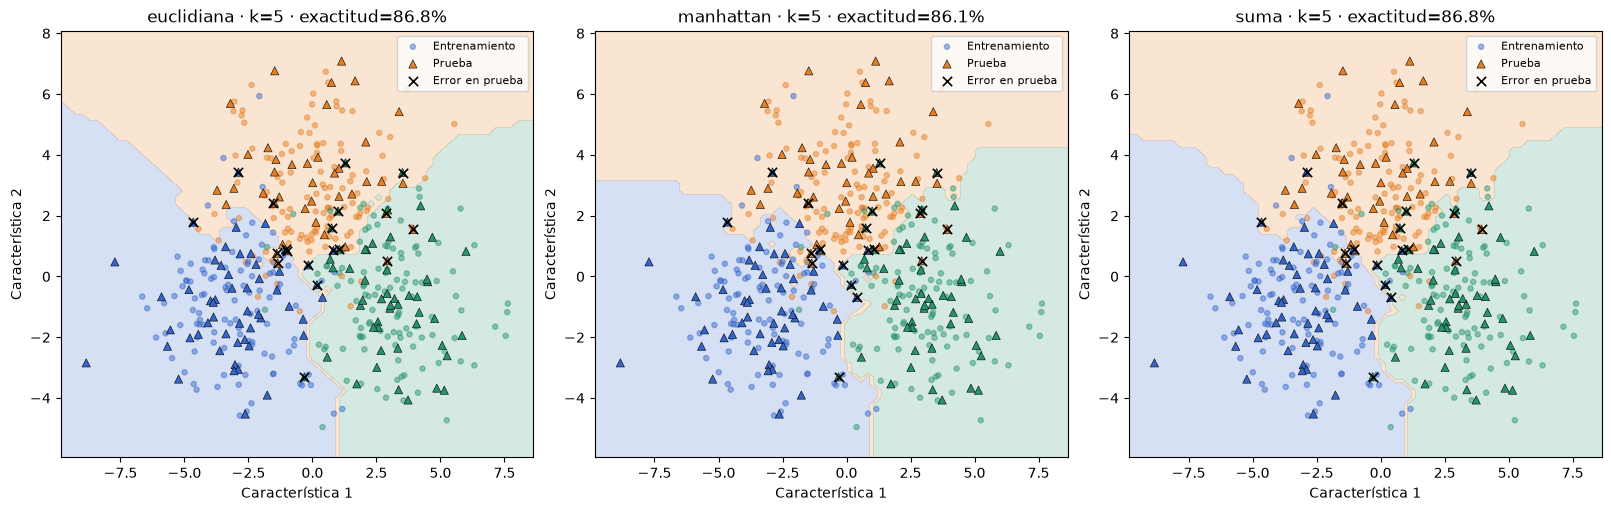 euclidiana · k=5 · exactitud=86.8%
Entrenamiento
Prueba
Error en prueba
Característica 2
8
6
4
2
0
−2
−4
−7.5 −5.0 −2.5 0.0 2.5 5.0 7.5
Característica 1
manhattan · k=5 · exactitud=86.1%
Entrenamiento
Prueba
Error en prueba
Característica 2
8
6
4
2
0
−2
−4
−7.5 −5.0 −2.5 0.0 2.5 5.0 7.5
Característica 1
suma · k=5 · exactitud=86.8%
Entrenamiento
Prueba
Error en prueba
Característica 2
8
6
4
2
0
−2
−4
−7.5 −5.0 −2.5 0.0 2.5 5.0 7.5
Característica 1